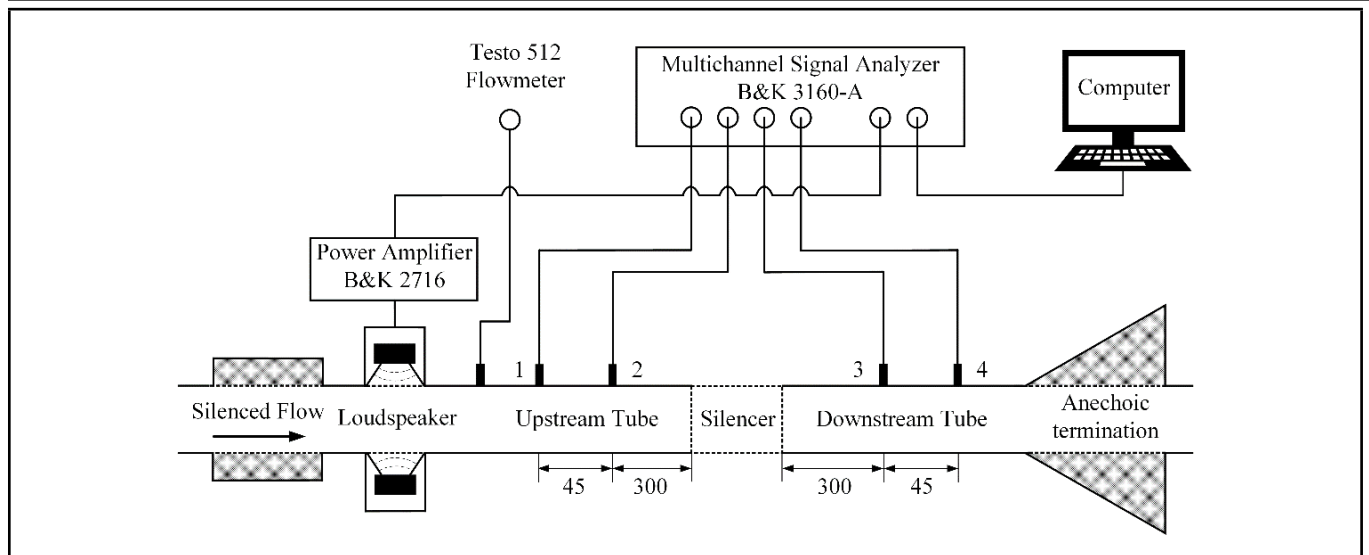 Testo 512
Flowmeter
Multichannel Signal Analyzer
B&K 3160-A
Computer
Power Amplifier
B&K 2716
1
2
3
4
Silenced Flow
Loudspeaker
Upstream Tube
Silencer
Downstream Tube
Anechoic
termination
45
300
300
45